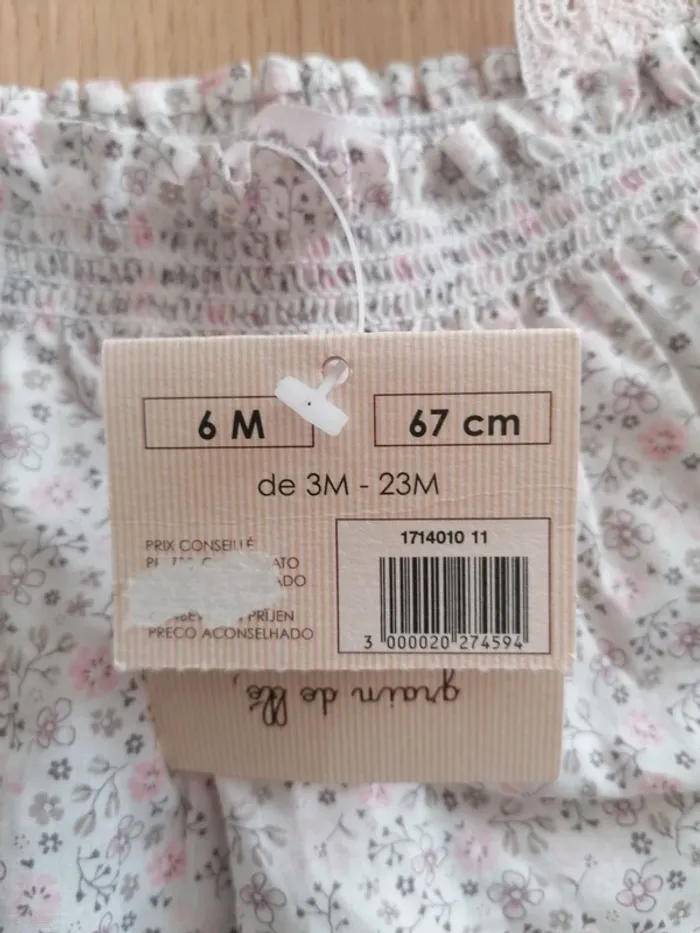 6 M
67 cm
de 3M - 23M
PRIX CONSEILLÉ
PRIJEN
PRECO ACONSELHADO
1714010 11
3 000020 274594
grain de blé,